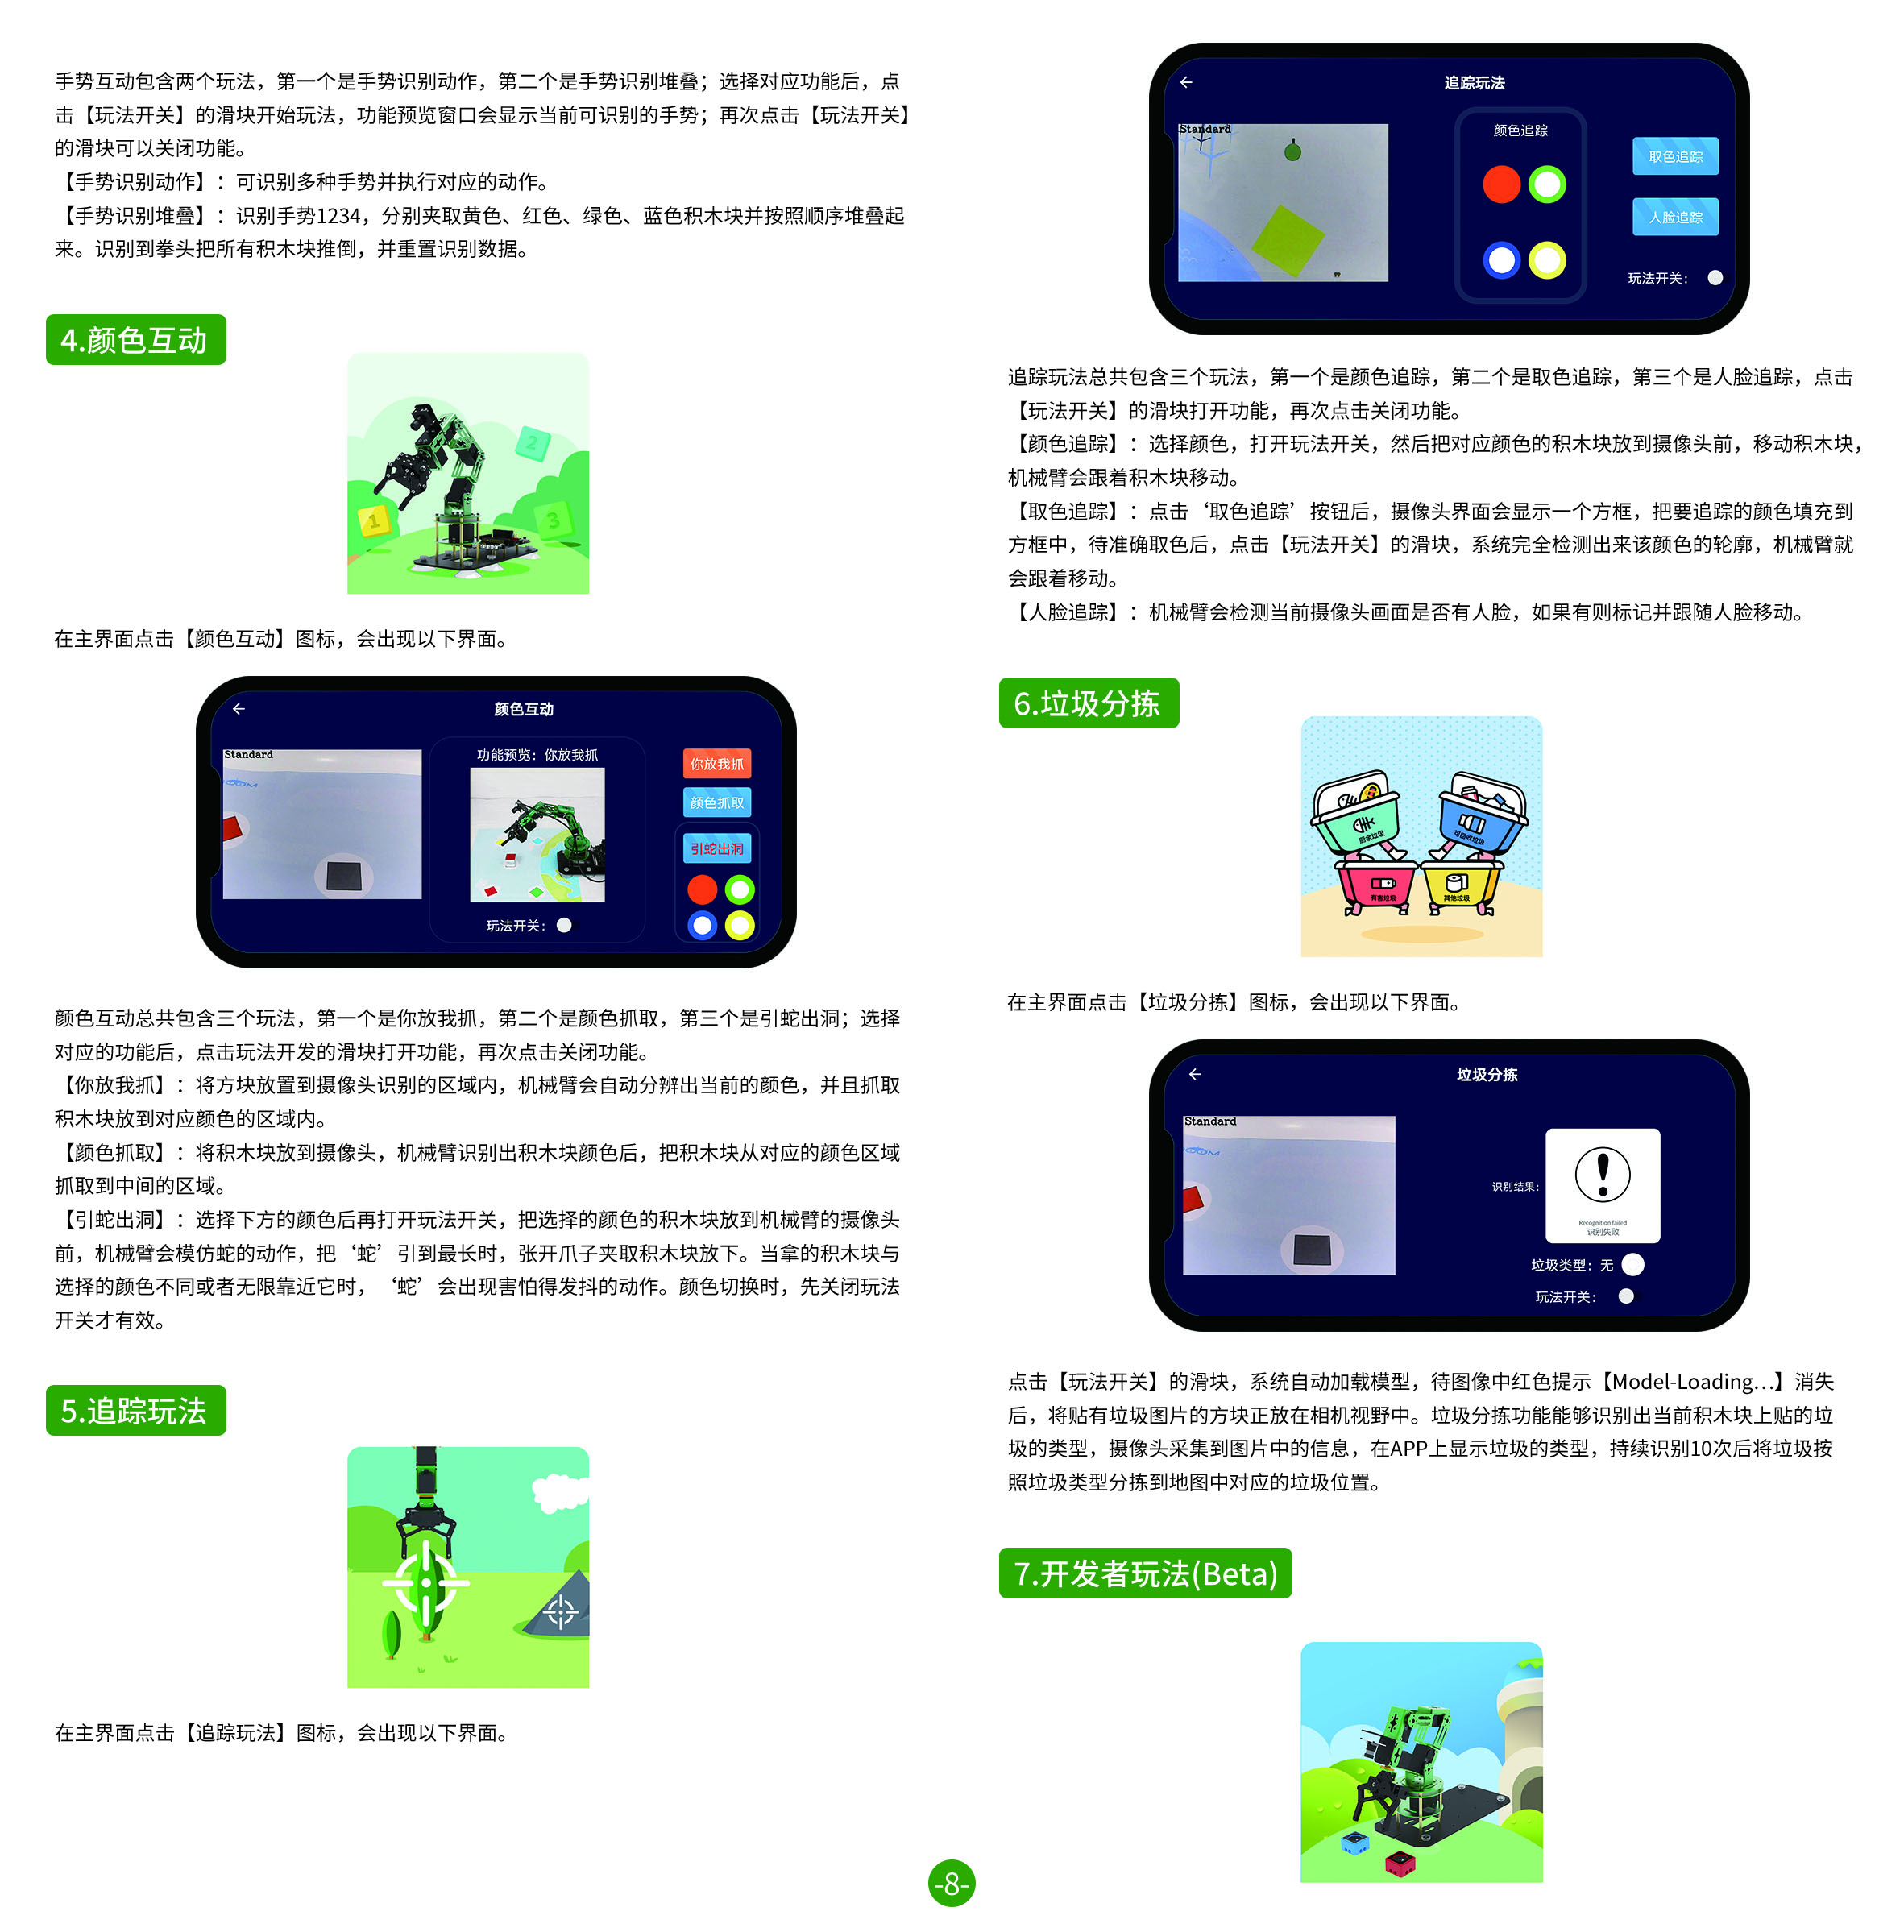 手势互动包含两个玩法，第一个是手势识别动作，第二个是手势识别堆叠；选择对应功能后，点
击【玩法开关】的滑块开始玩法，功能预览窗口会显示当前可识别的手势；再次点击【玩法开关】
的滑块可以关闭功能。
【手势识别动作】：可识别多种手势并执行对应的动作。
【手势识别堆叠】：识别手势1234，分别夹取黄色、红色、绿色、蓝色积木块并按照顺序堆叠起
来。识别到拳头把所有积木块推倒，并重置识别数据。
4.颜色互动
2
1
3
在主界面点击【颜色互动】图标，会出现以下界面。
颜色互动
Standard
功能预览：你放我抓
玩法开关：
你放我抓
颜色抓取
引蛇出洞
颜色互动总共包含三个玩法，第一个是你放我抓，第二个是颜色抓取，第三个是引蛇出洞；选择
对应的功能后，点击玩法开发的滑块打开功能，再次点击关闭功能。
【你放我抓】：将方块放置到摄像头识别的区域内，机械臂会自动分辨出当前的颜色，并且抓取
积木块放到对应颜色的区域内。
【颜色抓取】：将积木块放到摄像头，机械臂识别出积木块颜色后，把积木块从对应的颜色区域
抓取到中间的区域。
【引蛇出洞】：选择下方的颜色后再打开玩法开关，把选择的颜色的积木块放到机械臂的摄像头
前，机械臂会模仿蛇的动作，把‘蛇’引到最长时，张开爪子夹取积木块放下。当拿的积木块与
选择的颜色不同或者无限靠近它时，‘蛇’会出现害怕得发抖的动作。颜色切换时，先关闭玩法
开关才有效。
5.追踪玩法
在主界面点击【追踪玩法】图标，会出现以下界面。
追踪玩法
Standard
颜色追踪
取色追踪
人脸追踪
玩法开关：
追踪玩法总共包含三个玩法，第一个是颜色追踪，第二个是取色追踪，第三个是人脸追踪，点击
【玩法开关】的滑块打开功能，再次点击关闭功能。
【颜色追踪】：选择颜色，打开玩法开关，然后把对应颜色的积木块放到摄像头前，移动积木块，
机械臂会跟着积木块移动。
【取色追踪】：点击‘取色追踪’按钮后，摄像头界面会显示一个方框，把要追踪的颜色填充到
方框中，待准确取色后，点击【玩法开关】的滑块，系统完全检测出来该颜色的轮廓，机械臂就
会跟着移动。
【人脸追踪】：机械臂会检测当前摄像头画面是否有人脸，如果有则标记并跟随人脸移动。
6.垃圾分拣
厨余垃圾
可回收垃圾
有害垃圾
其他垃圾
在主界面点击【垃圾分拣】图标，会出现以下界面。
垃圾分拣
Standard
识别结果：
Recognition failed
识别失败
垃圾类型：无
玩法开关：
点击【玩法开关】的滑块，系统自动加载模型，待图像中红色提示【Model-Loading...】消失
后，将贴有垃圾图片的方块正放在相机视野中。垃圾分拣功能能够识别出当前积木块上贴的垃
圾的类型，摄像头采集到图片中的信息，在APP上显示垃圾的类型，持续识别10次后将垃圾按
照垃圾类型分拣到地图中对应的垃圾位置。
7.开发者玩法(Beta)
-8-